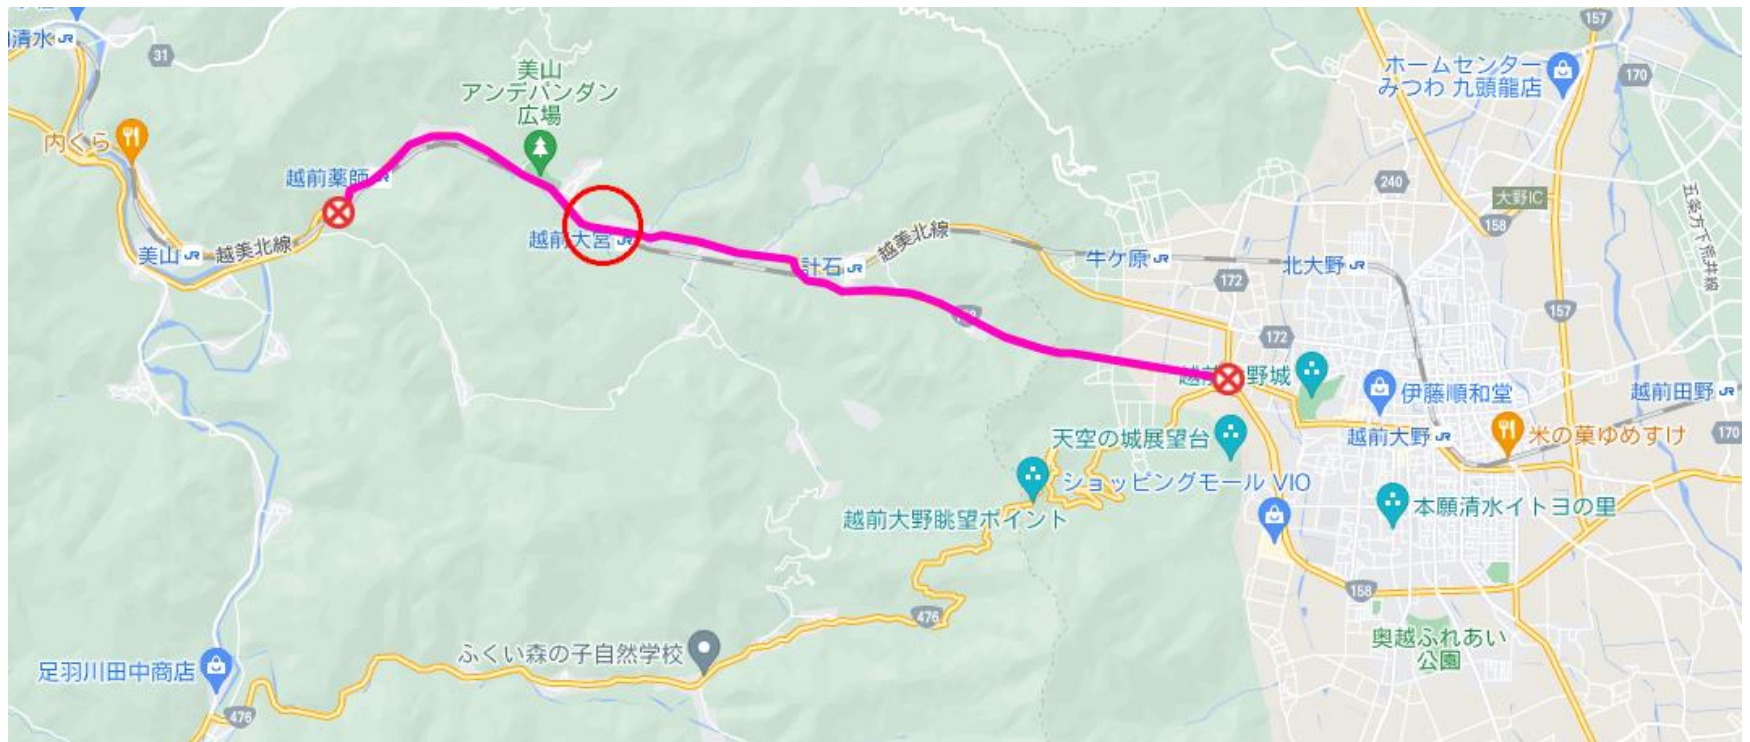 清水
31
美山
アンデパンダン
広場
内くら
越前薬師
美山
越美北線
越前大宮
計石
越美北線
牛ケ原
北大野
172
172
240
大野IC
158
157
157
170
ホームセンター
みつわ 九頭龍店
五条方下荒井線
野城
伊藤順和堂
越前田野
越前大野
米の菓ゆめすけ
170
天空の城展望台
ショッピングモール VIO
越前大野眺望ポイント
本願清水イトヨの里
158
476
奥越ふれあい
公園
ふくい森の子自然学校
足羽川田中商店
476